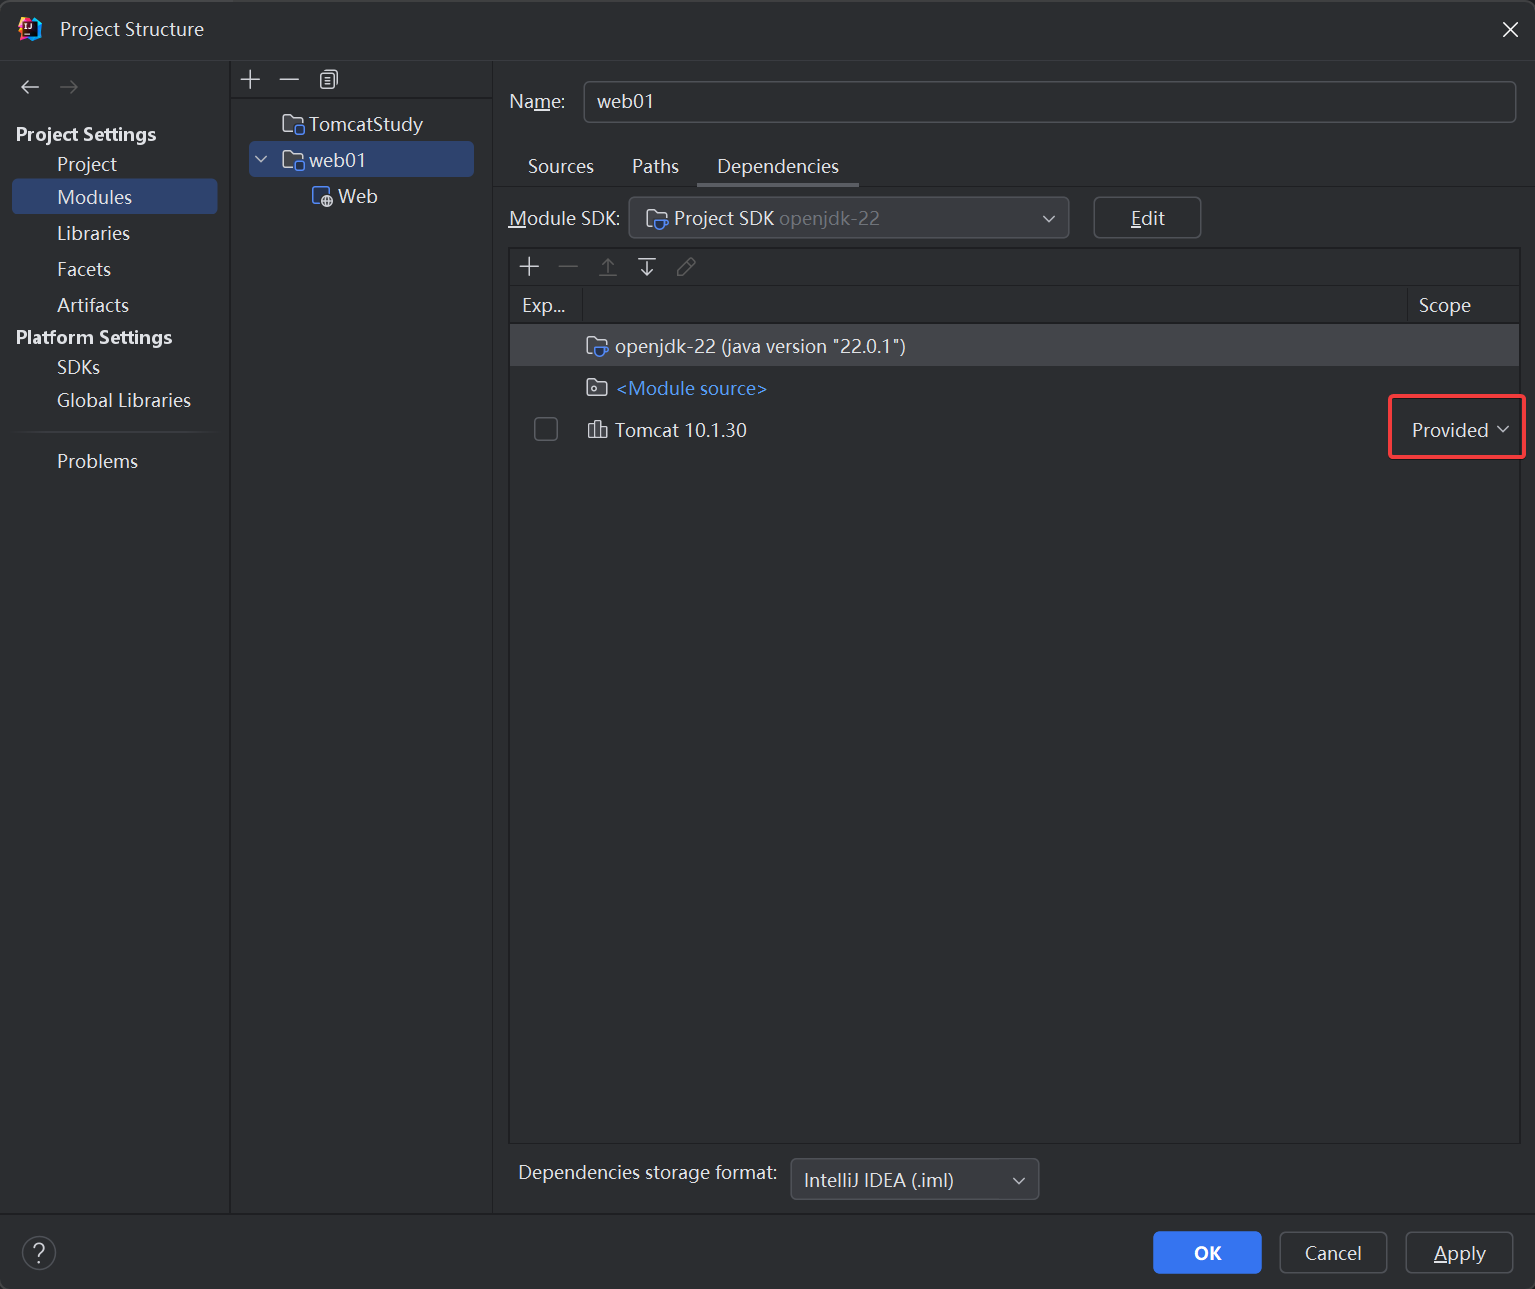 Project Structure
Project Settings
Project
Modules
Libraries
Facets
Artifacts
Platform Settings
SDKs
Global Libraries
Problems
TomcatStudy
web01
Web
Name: web01
Sources Paths Dependencies
Module SDK: Project SDK openjdk-22 Edit
Exp... Scope
openjdk-22 (java version "22.0.1")
<Module source>
Tomcat 10.1.30 Provided
Dependencies storage format: IntelliJ IDEA (.iml)
? OK Cancel Apply